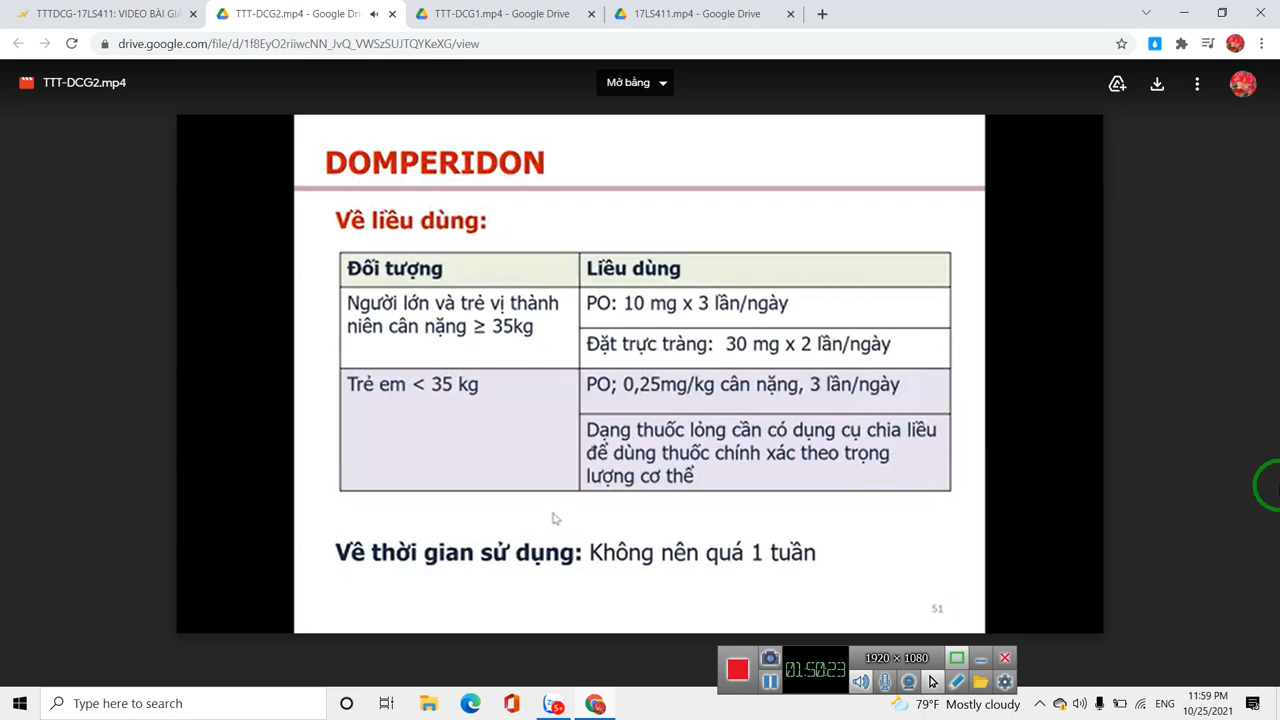 TTTDCG-17LS411: VIDEO BÀI GIẢ
TTT-DCG2.mp4 - Google Driv
TTT-DCG1.mp4 - Google Drive
17LS411.mp4 - Google Drive
drive.google.com/file/d/1f8EyO2riiwcNN_JvQ_VWSzSUJTQYKeXG/view
TTT-DCG2.mp4
Mở bằng
DOMPERIDON
Về liều dùng:
Đối tượng
Liều dùng
Người lớn và trẻ vị thành
niên cân nặng ≥ 35kg
PO: 10 mg x 3 lần/ngày
Đặt trực tràng: 30 mg x 2 lần/ngày
Trẻ em < 35 kg
PO; 0,25mg/kg cân nặng, 3 lần/ngày
Dạng thuốc lỏng cần có dụng cụ chia liều
để dùng thuốc chính xác theo trọng
lượng cơ thể
Về thời gian sử dụng: Không nên quá 1 tuần
51
1920 × 1080
01:50:23
Type here to search
5+
79°F Mostly cloudy
ENG
11:59 PM
10/25/2021